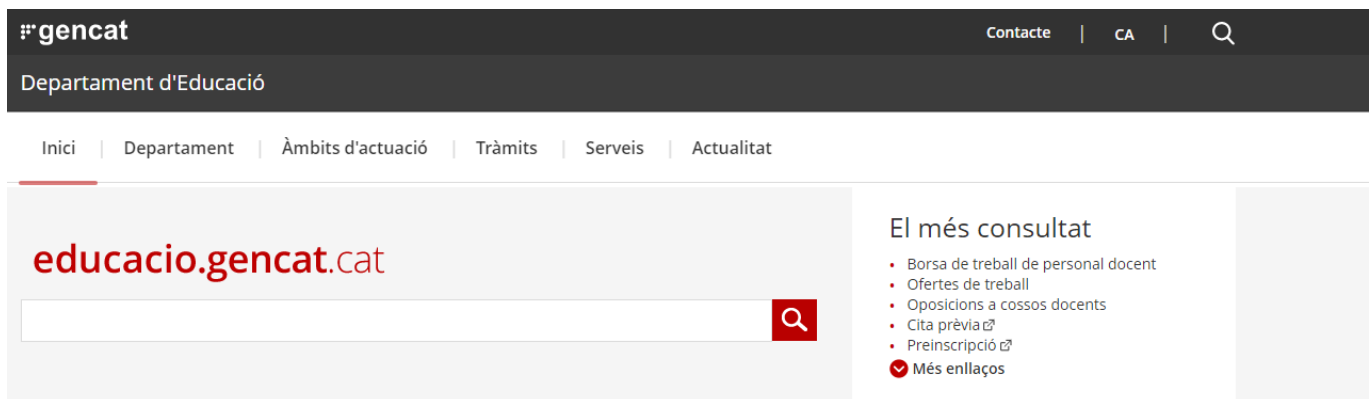 gencat
Contacte | CA |
Departament d'Educació
Inici | Departament | Àmbits d'actuació | Tràmits | Serveis | Actualitat
educacio.gencat.cat
El més consultat
• Borsa de treball de personal docent
• Ofertes de treball
• Oposicions a cossos docents
• Cita prèvia
• Preinscripció
Més enllaços